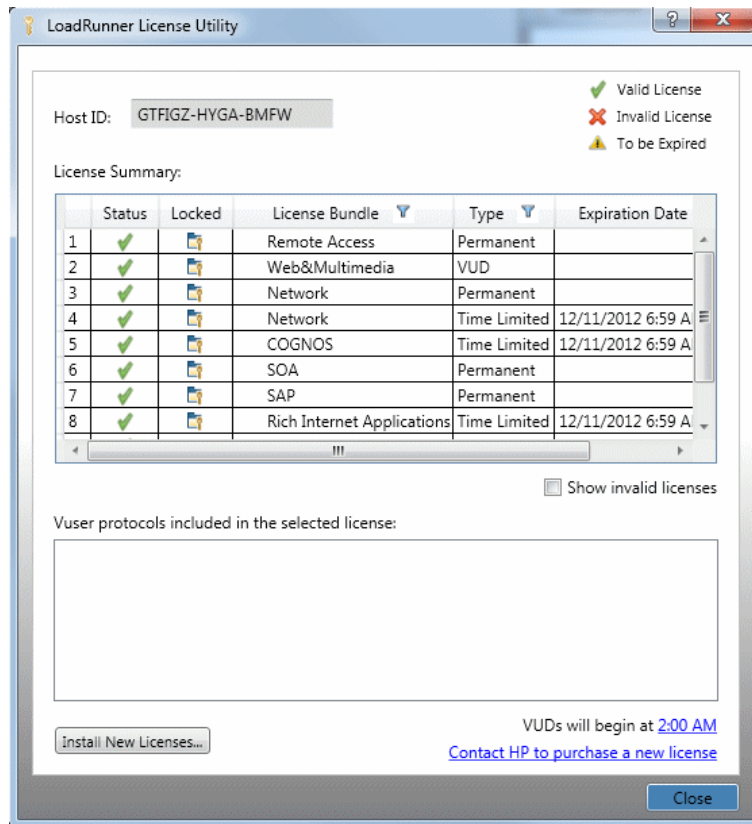 LoadRunner License Utility
Host ID: GTFIGZ-HYGA-BMFW
Valid License
Invalid License
To be Expired
License Summary:
Status Locked License Bundle Type Expiration Date
1 Remote Access Permanent
2 Web&Multimedia VUD
3 Network Permanent
4 Network Time Limited 12/11/2012 6:59 A
5 COGNOS Time Limited 12/11/2012 6:59 A
6 SOA Permanent
7 SAP Permanent
8 Rich Internet Applications Time Limited 12/11/2012 6:59 A
Show invalid licenses
Vuser protocols included in the selected license:
VUDs will begin at 2:00 AM
Install New Licenses...
Contact HP to purchase a new license
Close